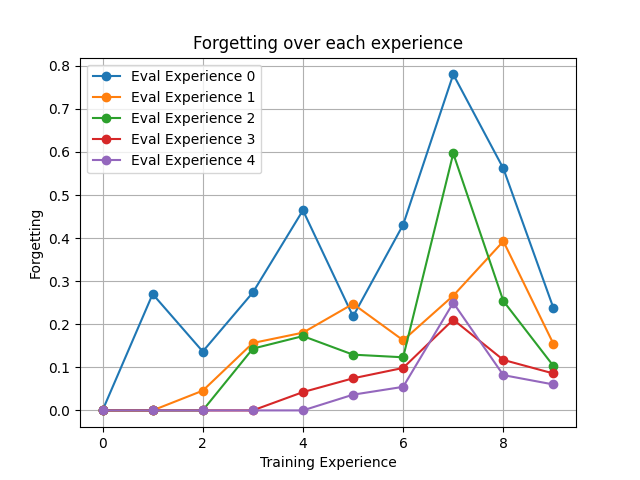 Forgetting over each experience
Eval Experience 0
Eval Experience 1
Eval Experience 2
Eval Experience 3
Eval Experience 4
Forgetting
0.8
0.7
0.6
0.5
0.4
0.3
0.2
0.1
0.0
0 2 4 6 8
Training Experience